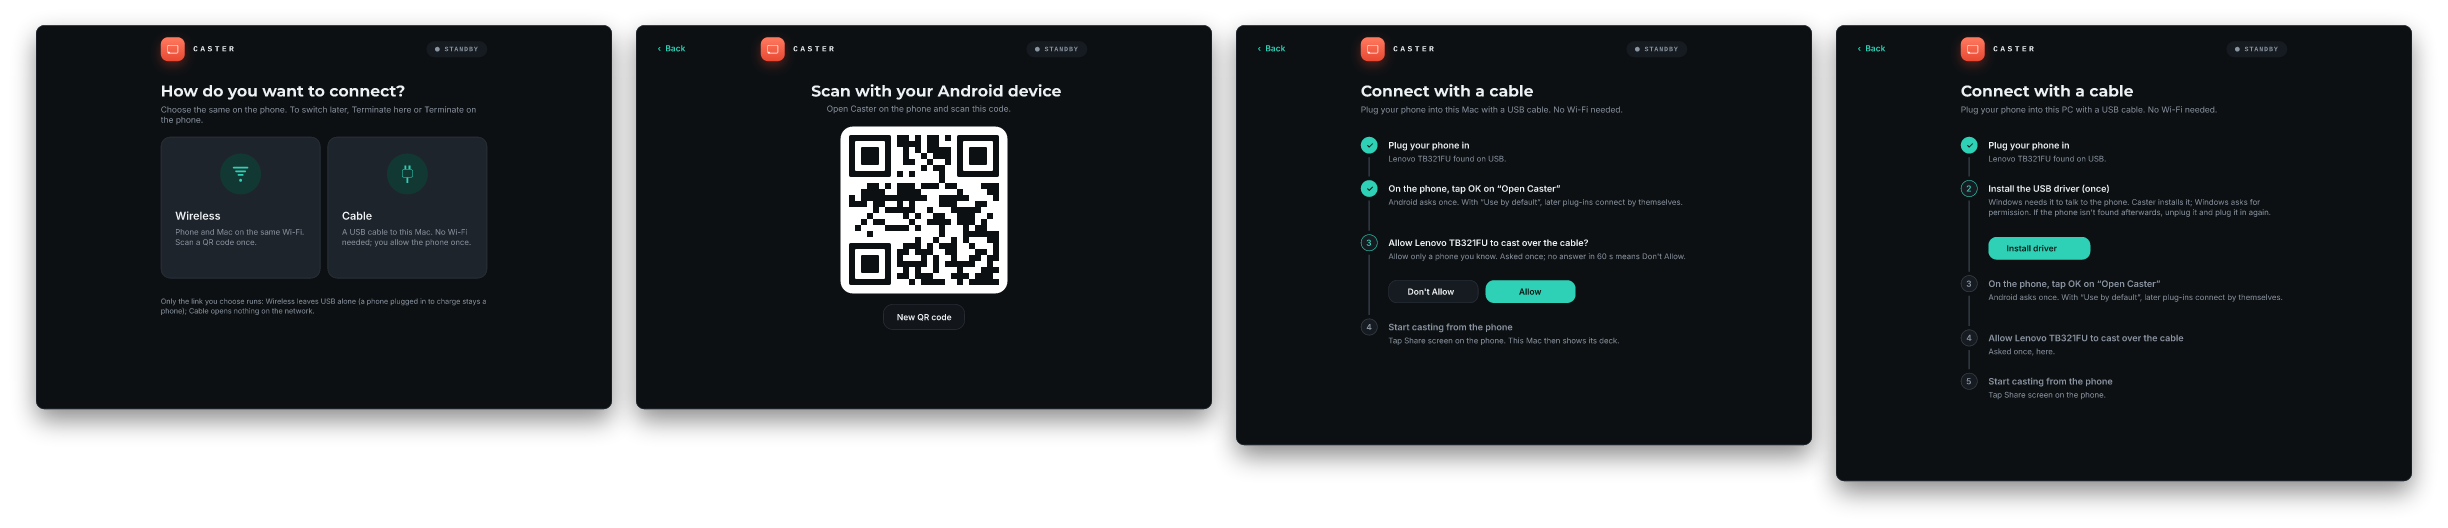 CASTER
STANDBY
How do you want to connect?
Choose the same on the phone. To switch later, Terminate here or Terminate on
the phone.
Wireless
Phone and Mac on the same Wi-Fi.
Scan a QR code once.
Cable
A USB cable to this Mac. No Wi-Fi
needed; you allow the phone once.
Only the link you choose runs: Wireless leaves USB alone (a phone plugged in to charge stays a
phone); Cable opens nothing on the network.
‹ Back
CASTER
STANDBY
Scan with your Android device
Open Caster on the phone and scan this code.
New QR code
‹ Back
CASTER
STANDBY
Connect with a cable
Plug your phone into this Mac with a USB cable. No Wi-Fi needed.
Plug your phone in
Lenovo TB321FU found on USB.
On the phone, tap OK on “Open Caster”
Android asks once. With “Use by default”, later plug-ins connect by themselves.
3
Allow Lenovo TB321FU to cast over the cable?
Allow only a phone you know. Asked once; no answer in 60 s means Don't Allow.
Don't Allow
Allow
4
Start casting from the phone
Tap Share screen on the phone. This Mac then shows its deck.
‹ Back
CASTER
STANDBY
Connect with a cable
Plug your phone into this PC with a USB cable. No Wi-Fi needed.
Plug your phone in
Lenovo TB321FU found on USB.
2
Install the USB driver (once)
Windows needs it to talk to the phone. Caster installs it; Windows asks for
permission. If the phone isn't found afterwards, unplug it and plug it in again.
Install driver
3
On the phone, tap OK on “Open Caster”
Android asks once. With “Use by default”, later plug-ins connect by themselves.
4
Allow Lenovo TB321FU to cast over the cable
Asked once, here.
5
Start casting from the phone
Tap Share screen on the phone.